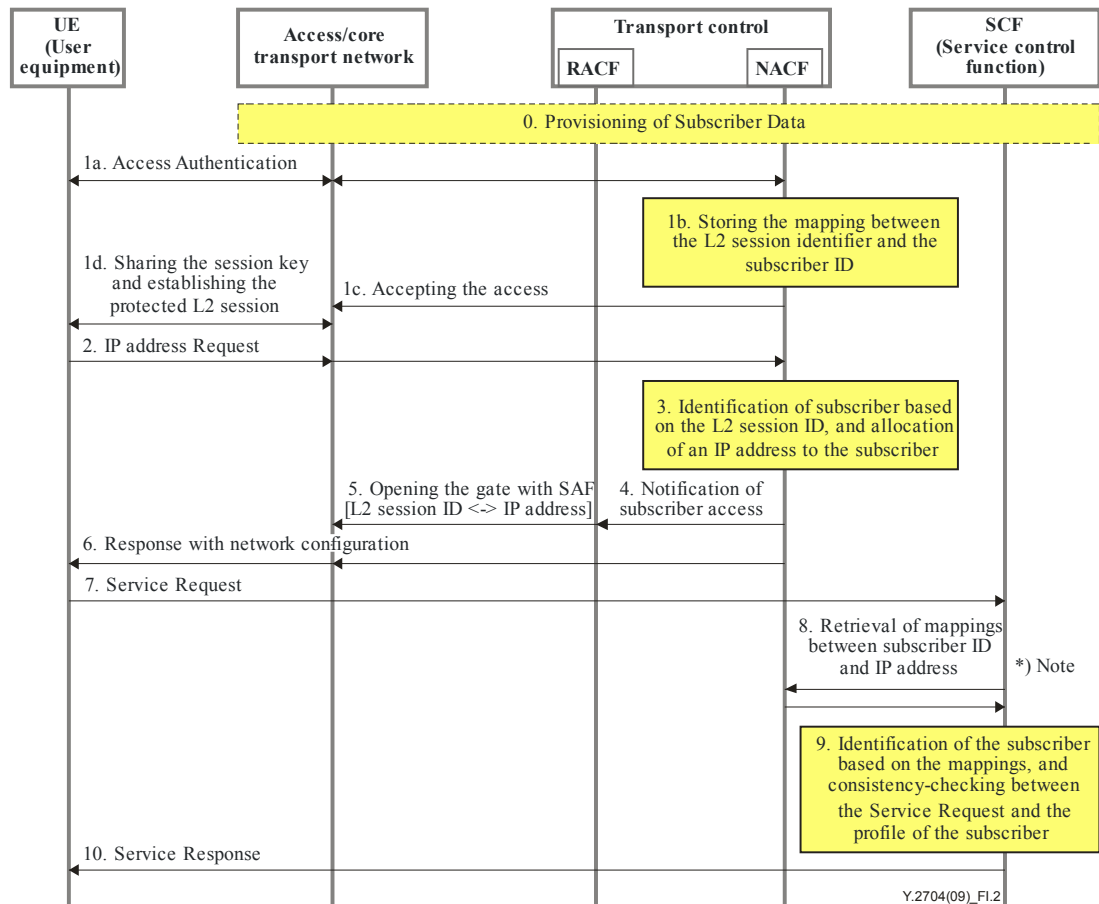 UE
(User
equipment)
Access/core
transport network
Transport control
RACF
NACF
SCF
(Service control
function)
0. Provisioning of Subscriber Data
1a. Access Authentication
1b. Storing the mapping between
the L2 session identifier and the
subscriber ID
1d. Sharing the session key
and establishing the
protected L2 session
1c. Accepting the access
2. IP address Request
3. Identification of subscriber based
on the L2 session ID, and allocation
of an IP address to the subscriber
5. Opening the gate with SAF
[L2 session ID <-> IP address]
4. Notification of
subscriber access
6. Response with network configuration
7. Service Request
8. Retrieval of mappings
between subscriber ID
and IP address
*) Note
9. Identification of the subscriber
based on the mappings, and
consistency-checking between
the Service Request and the
profile of the subscriber
10. Service Response
Y.2704(09)_FI.2